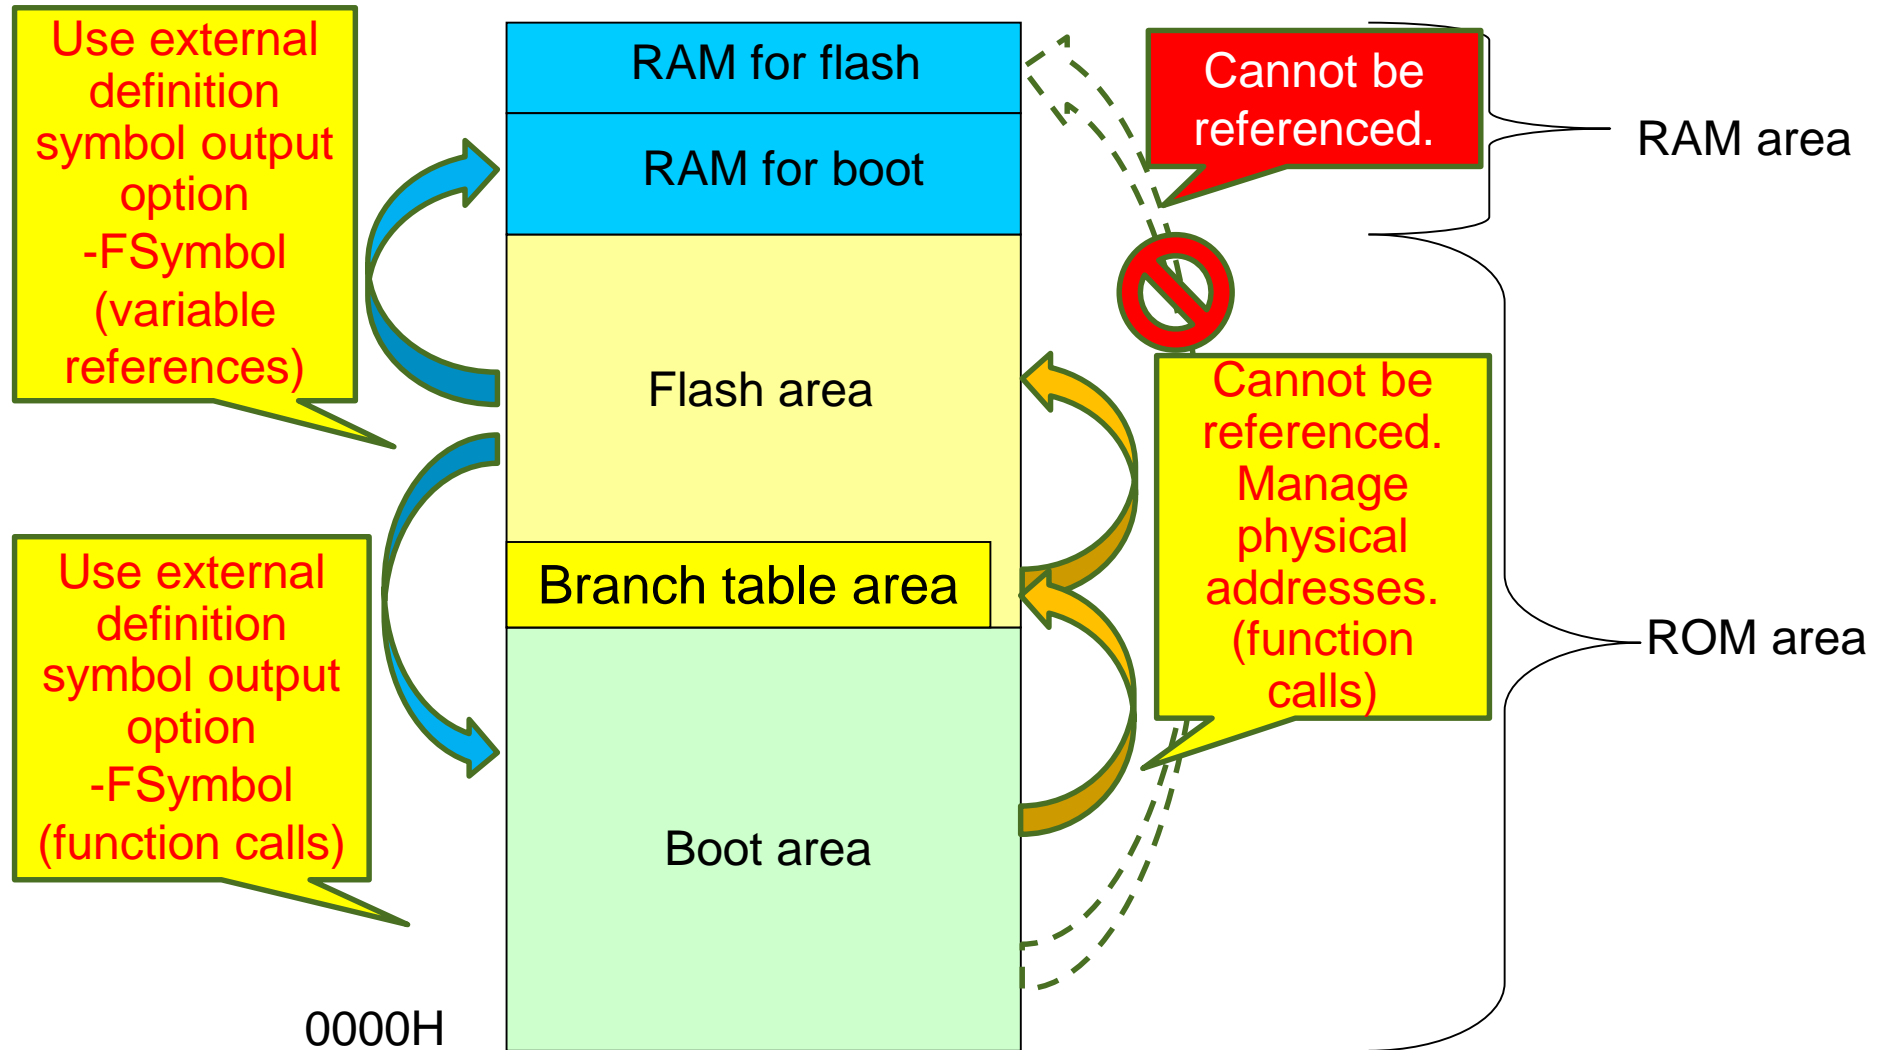 Use external
definition
symbol output
option
-FSymbol
(variable
references)
RAM for flash
RAM for boot
Cannot be
referenced.
RAM area
Flash area
Cannot be
referenced.
Manage
physical
addresses.
(function
calls)
Use external
definition
symbol output
option
-FSymbol
(function calls)
Branch table area
ROM area
Boot area
0000H